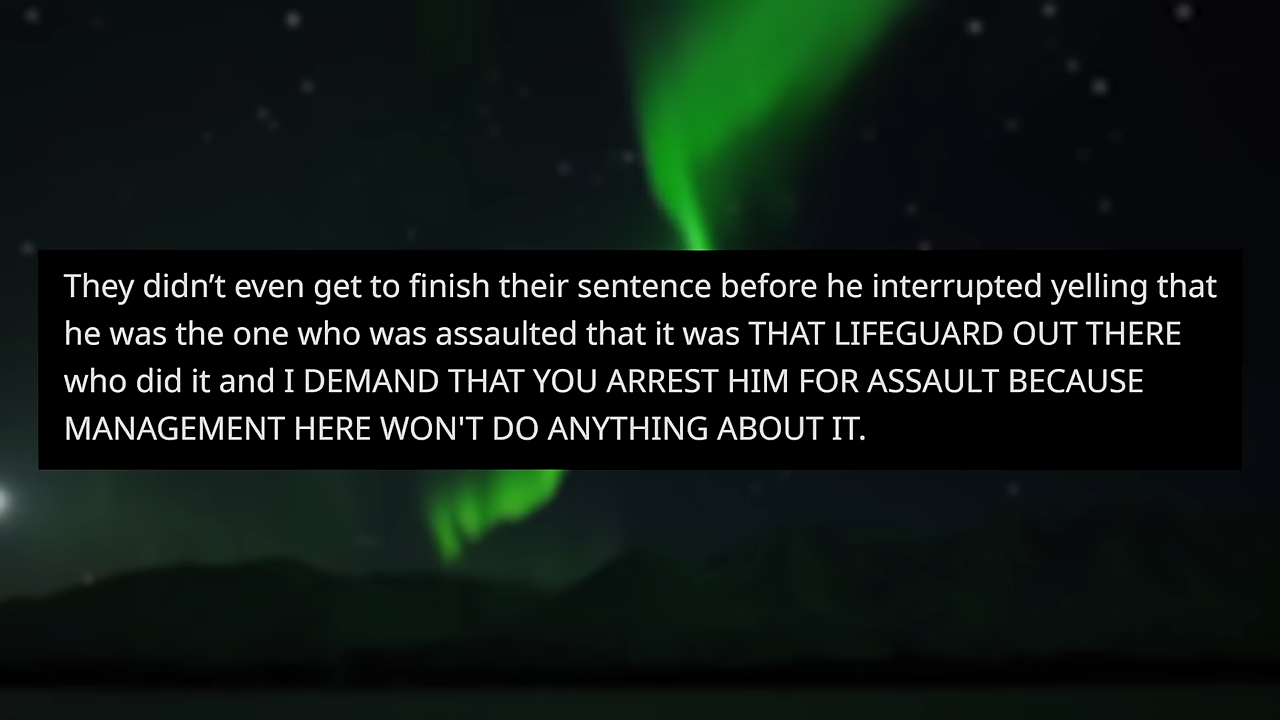 They didn’t even get to finish their sentence before he interrupted yelling that
he was the one who was assaulted that it was THAT LIFEGUARD OUT THERE
who did it and I DEMAND THAT YOU ARREST HIM FOR ASSAULT BECAUSE
MANAGEMENT HERE WON'T DO ANYTHING ABOUT IT.